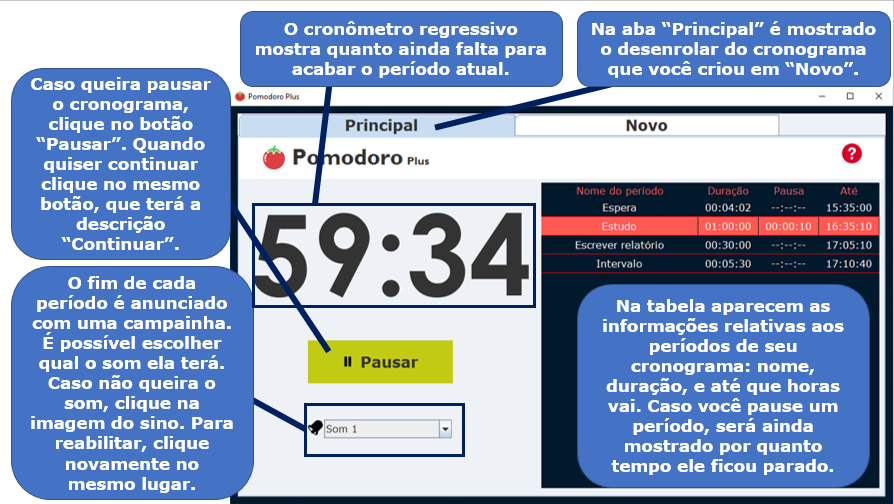 O cronômetro regressivo
mostra quanto ainda falta para
acabar o período atual.
Na aba “Principal” é mostrado
o desenrolar do cronograma
que você criou em “Novo”.
Caso queira pausar
o cronograma,
clique no botão
“Pausar”. Quando
quiser continuar
clique no mesmo
botão, que terá a
descrição
“Continuar”.
Pomodoro Plus
Principal Novo
Pomodoro Plus
?
59:34
Nome do período Duração Pausa Até
Espera 00:04:02 --:--:-- 15:35:00
Estudo 01:00:00 00:00:10 16:35:10
Escrever relatório 00:30:00 --:--:-- 17:05:10
Intervalo 00:05:30 --:--:-- 17:10:40
O fim de cada
período é anunciado
com uma campainha.
É possível escolher
qual o som ela terá.
Caso não queira o
som, clique na
imagem do sino. Para
reabilitar, clique
novamente no
mesmo lugar.
Pausar
Som 1
Na tabela aparecem as
informações relativas aos
períodos de seu
cronograma: nome,
duração, e até que horas
vai. Caso você pause um
período, será ainda
mostrado por quanto
tempo ele ficou parado.